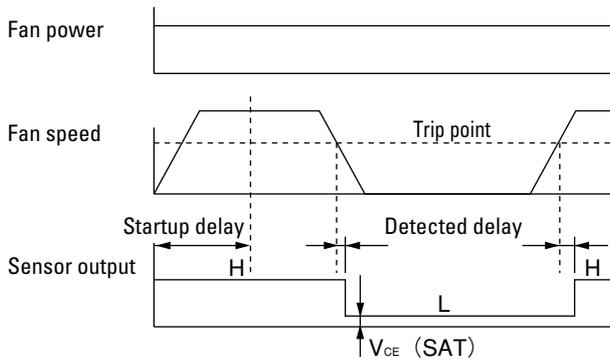 Fan power
Fan speed
Trip point
Startup delay
Detected delay
Sensor output
H
H
L
VCE (SAT)